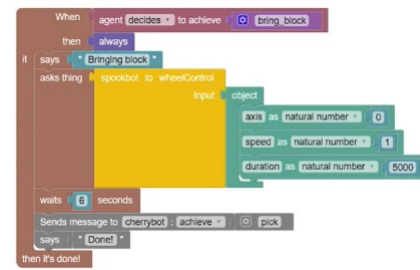 When agent decides to achieve bring_block
then always
it says " Bringing block "
asks thing spockbot to wheelControl
Input object
axis as natural number 0
speed as natural number 1
duration as natural number 5000
waits 6 seconds
Sends message to cherrybot : achieve pick
says " Done! "
then it's done!